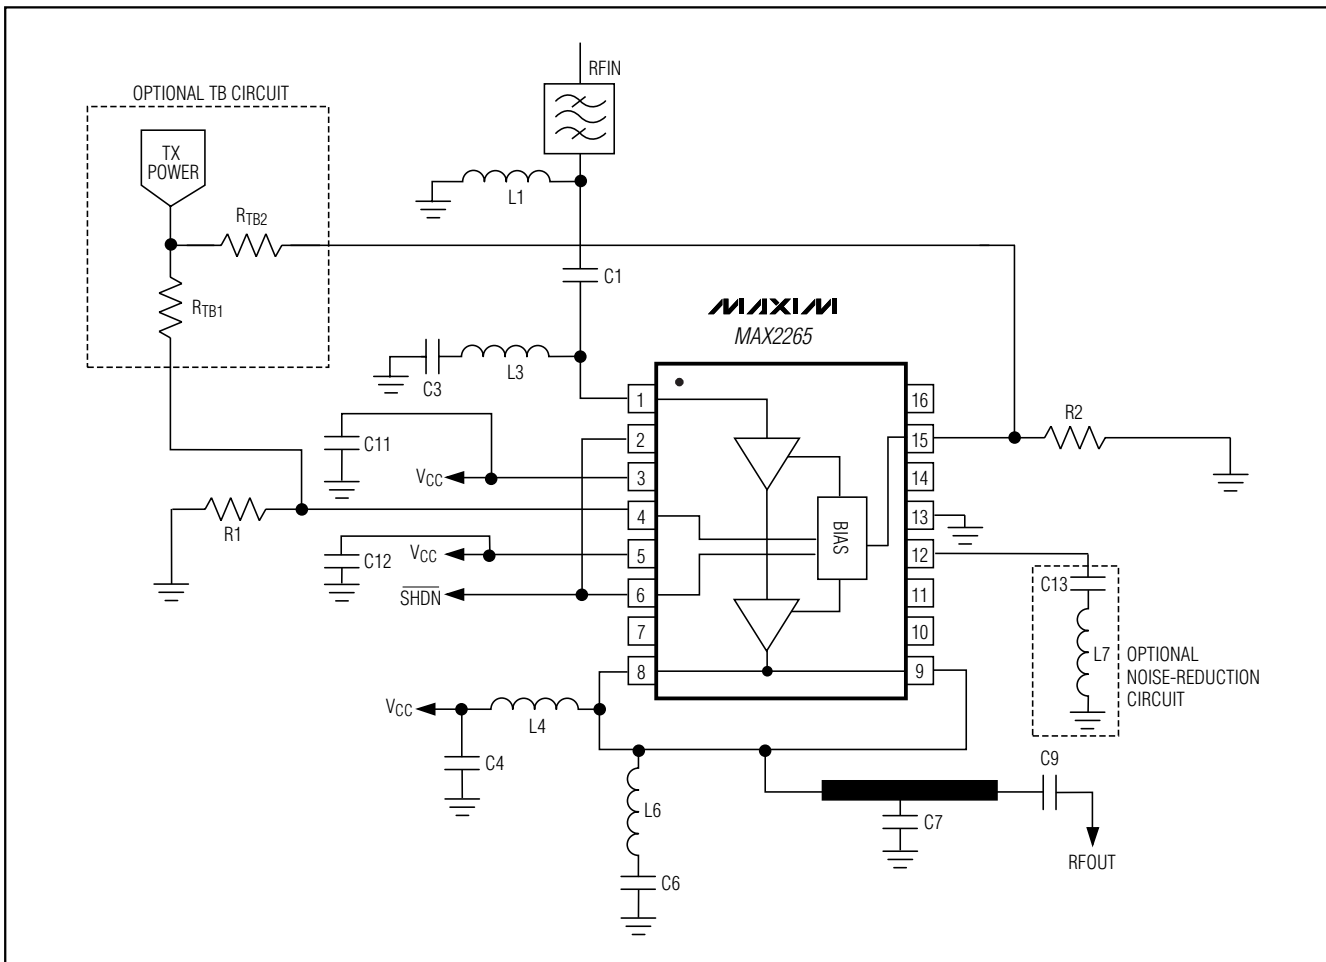 RFIN
OPTIONAL TB CIRCUIT
TX
POWER
L1
RTB2
C1
RTB1
MAXIM
MAX2265
C3
L3
1
16
R2
C11
2
15
VCC
3
14
R1
4
13
BIAS
C12
VCC
5
12
SHDN
6
11
C13
7
10
8
9
L7
OPTIONAL
NOISE-REDUCTION
CIRCUIT
VCC
L4
C4
C9
L6
C7
RFOUT
C6